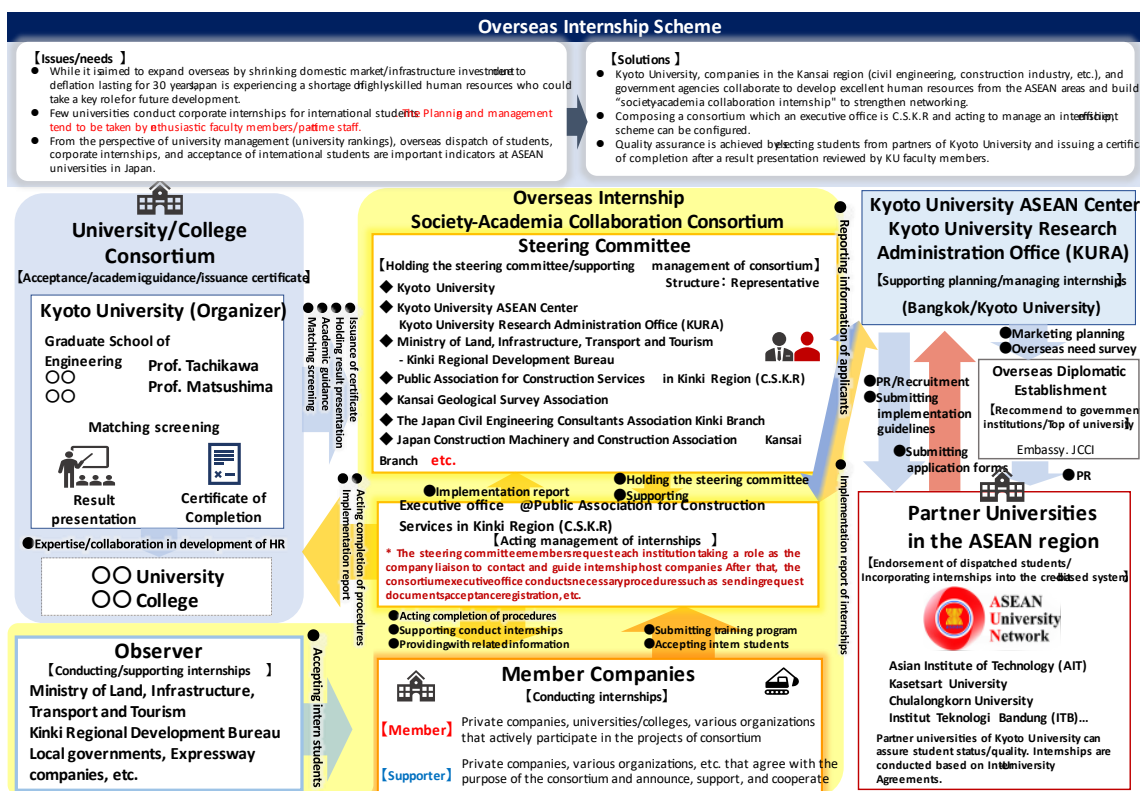 Overseas Internship Scheme
【Issues/needs 】
● While it is aimed to expand overseas by shrinking domestic market/infrastructure investment due to
deflation lasting for 30 years, Japan is experiencing a shortage of highly skilled human resources who could
take a key role for future development.
● Few universities conduct corporate internships for international students. The Planning and management
tend to be taken by enthusiastic faculty members/part-time staff.
● From the perspective of university management (university rankings), overseas dispatch of students,
corporate internships, and acceptance of international students are important indicators at ASEAN
universities in Japan.
【Solutions】
● Kyoto University, companies in the Kansai region (civil engineering, construction industry, etc.), and
government agencies collaborate to develop excellent human resources from the ASEAN areas and build
"society-academia collaboration internship" to strengthen networking.
● Composing a consortium which an executive office is C.S.K.R and acting to manage an internship, efficient
scheme can be configured.
● Quality assurance is achieved by selecting students from partners of Kyoto University and issuing a certific
of completion after a result presentation reviewed by KU faculty members.
University/College
Consortium
【Acceptance/academic guidance/issuance certificate】
Kyoto University (Organizer)
Graduate School of
Engineering
○○
○○
Prof. Tachikawa
Prof. Matsushima
Matching screening
Result
presentation
Certificate of
Completion
●Expertise/collaboration in development of HR
○○ University
○○ College
●Issuance of certificate
●Holding result presentation
●Academic guidance
●Matching screening
●Acting completion of procedures
●Implementation report
Overseas Internship
Society-Academia Collaboration Consortium
Steering Committee
【Holding the steering committee/supporting management of consortium】
Structure： Representative
◆ Kyoto University
◆ Kyoto University ASEAN Center
Kyoto University Research Administration Office (KURA)
◆ Ministry of Land, Infrastructure, Transport and Tourism
- Kinki Regional Development Bureau
◆ Public Association for Construction Services in Kinki Region (C.S.K.R)
◆ Kansai Geological Survey Association
◆ The Japan Civil Engineering Consultants Association Kinki Branch
◆ Japan Construction Machinery and Construction Association Kansai
Branch etc.
●Implementation report
●Holding the steering committee
●Supporting
Executive office @Public Association for Construction
Services in Kinki Region (C.S.K.R)
【Acting management of internships 】
* The steering committee members request each institution taking a role as the
company liaison to contact and guide internship host companies After that, the
consortium executive office conducts necessary procedures such as sending request
documents, acceptance registration, etc.
●Acting completion of procedures
●Supporting conduct internships
●Providing with related information
●Submitting training program
●Accepting intern students
Member Companies
【Conducting internships】
【Member】 Private companies, universities/colleges, various organizations
that actively participate in the projects of consortium
【Supporter】 Private companies, various organizations, etc. that agree with the
purpose of the consortium and announce, support, and cooperate
Observer
【Conducting/supporting internships 】
Ministry of Land, Infrastructure,
Transport and Tourism
Kinki Regional Development Bureau
Local governments, Expressway
companies, etc.
●Accepting intern students
●Reporting information of applicants
●Implementation report of internships
Kyoto University ASEAN Center
Kyoto University Research
Administration Office (KURA)
【Supporting planning/managing internships】
(Bangkok/Kyoto University)
●Marketing planning
●Overseas need survey
●PR/Recruitment
●Submitting
implementation
guidelines
●Submitting
application forms
Overseas Diplomatic
Establishment
【Recommend to governmen
institutions/Top of university】
Embassy. JCCI
●PR
Partner Universities
in the ASEAN region
【Endorsement of dispatched students/
Incorporating internships into the credit-based system】
ASEAN
University
Network
Asian Institute of Technology (AIT)
Kasetsart University
Chulalongkorn University
Institut Teknologi Bandung (ITB)...
Partner universities of Kyoto University can
assure student status/quality. Internships are
conducted based on Inter-University
Agreements.